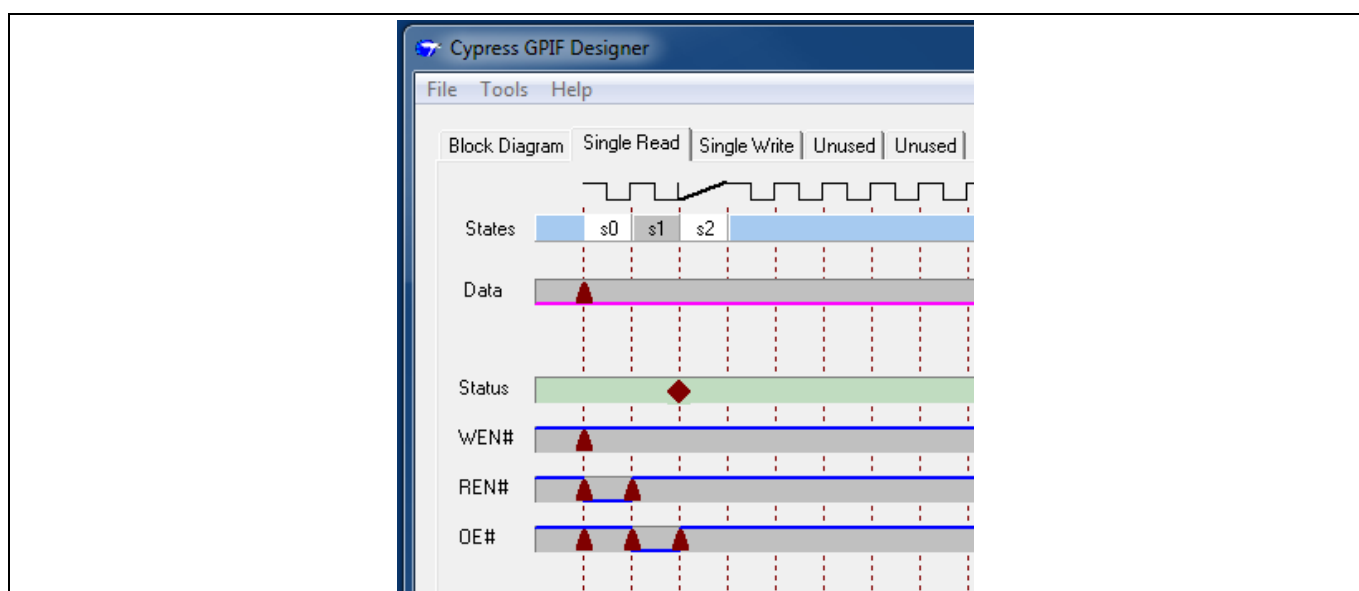 Cypress GPIF Designer
File Tools Help
Block Diagram Single Read Single Write Unused Unused
States s0 s1 s2
Data
Status
WEN#
REN#
OE#